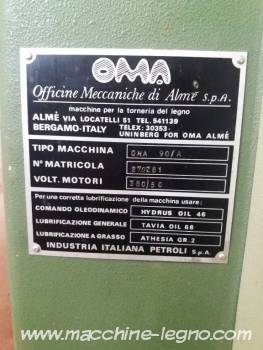 OMA
Officine Meccaniche di Almè s.p.A.
macchine per la torneria del legno
ALMÈ VIA LOCATELLI 51 TEL. 541139
BERGAMO-ITALY TELEX: 30353-
UNINBERG FOR OMA ALMÉ
TIPO MACCHINA OMA 90/A
N° MATRICOLA
VOLT. MOTORI 380/50
Per una corretta lubrificazione della macchina usare:
COMANDO OLEODINAMICO HYDRUS OIL 46
LUBRIFICAZIONE GENERALE TAVIA OIL 68
LUBRIFICAZIONE A GRASSO ATHESIA GR.2
INDUSTRIA ITALIANA PETROLI s.p.A.
www.macchine-legno.com